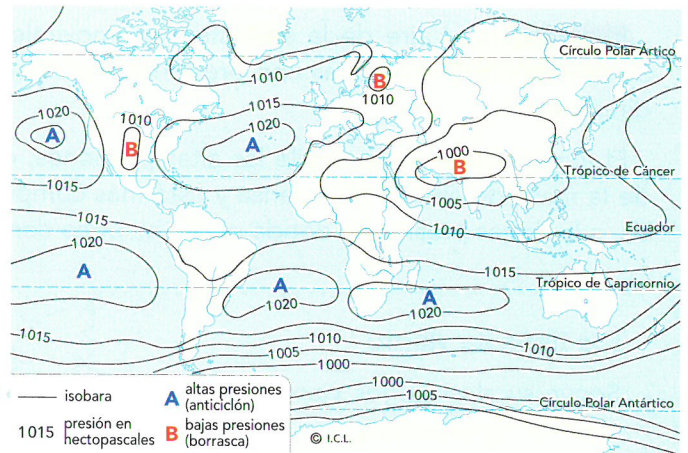 Círculo Polar Ártico
1010
B
1010
1020
A
1010
B
1015
1020
A
1000
B
Trópico de Cáncer
1015
1005
1015
Ecuador
1010
1020
A
1015
A
Trópico de Capricornio
1020
A
1020
1015
1010
1010
1005
1000
1000
1005
Círculo Polar Antártico
isobara
A altas presiones
(anticiclón)
1015 presión en
hectopascales
B bajas presiones
(borrasca)
© I.C.L.